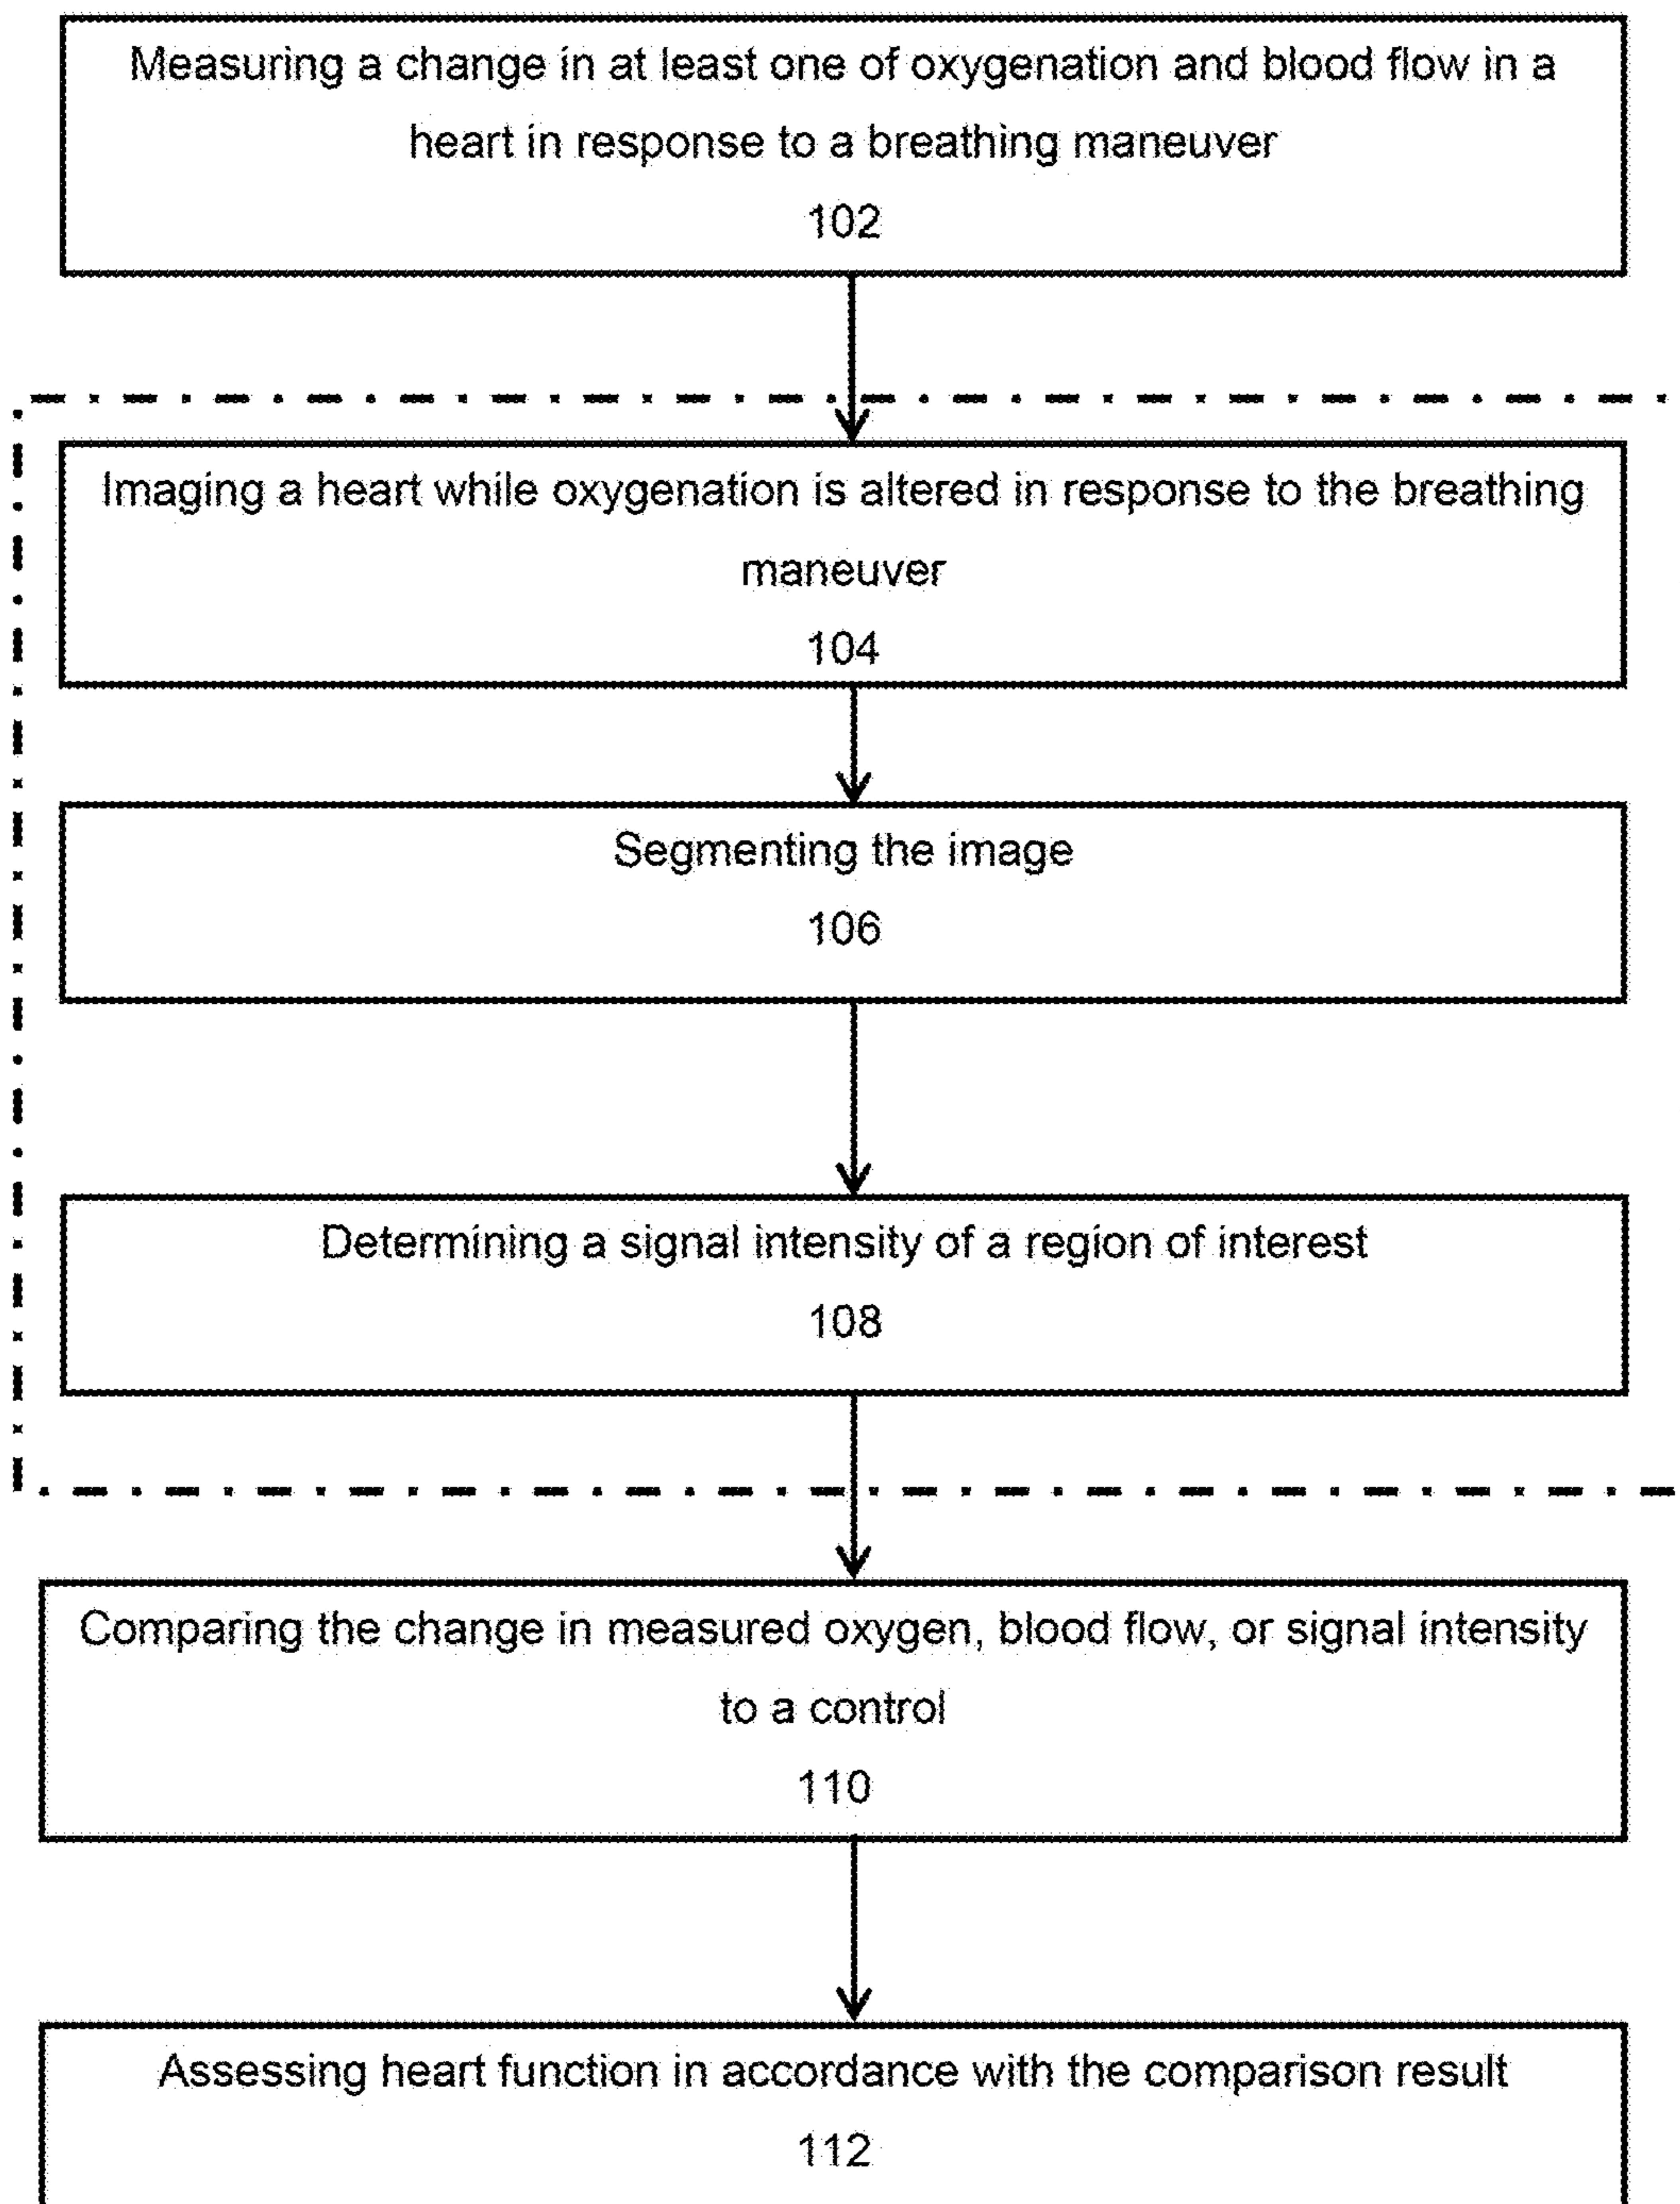 Measuring a change in at least one of oxygenation and blood flow in a
heart in response to a breathing maneuver
102
Imaging a heart while oxygenation is altered in response to the breathing
maneuver
104
Segmenting the image
106
Determining a signal intensity of a region of interest
108
Comparing the change in measured oxygen, blood flow, or signal intensity
to a control
110
Assessing heart function in accordance with the comparison result
112